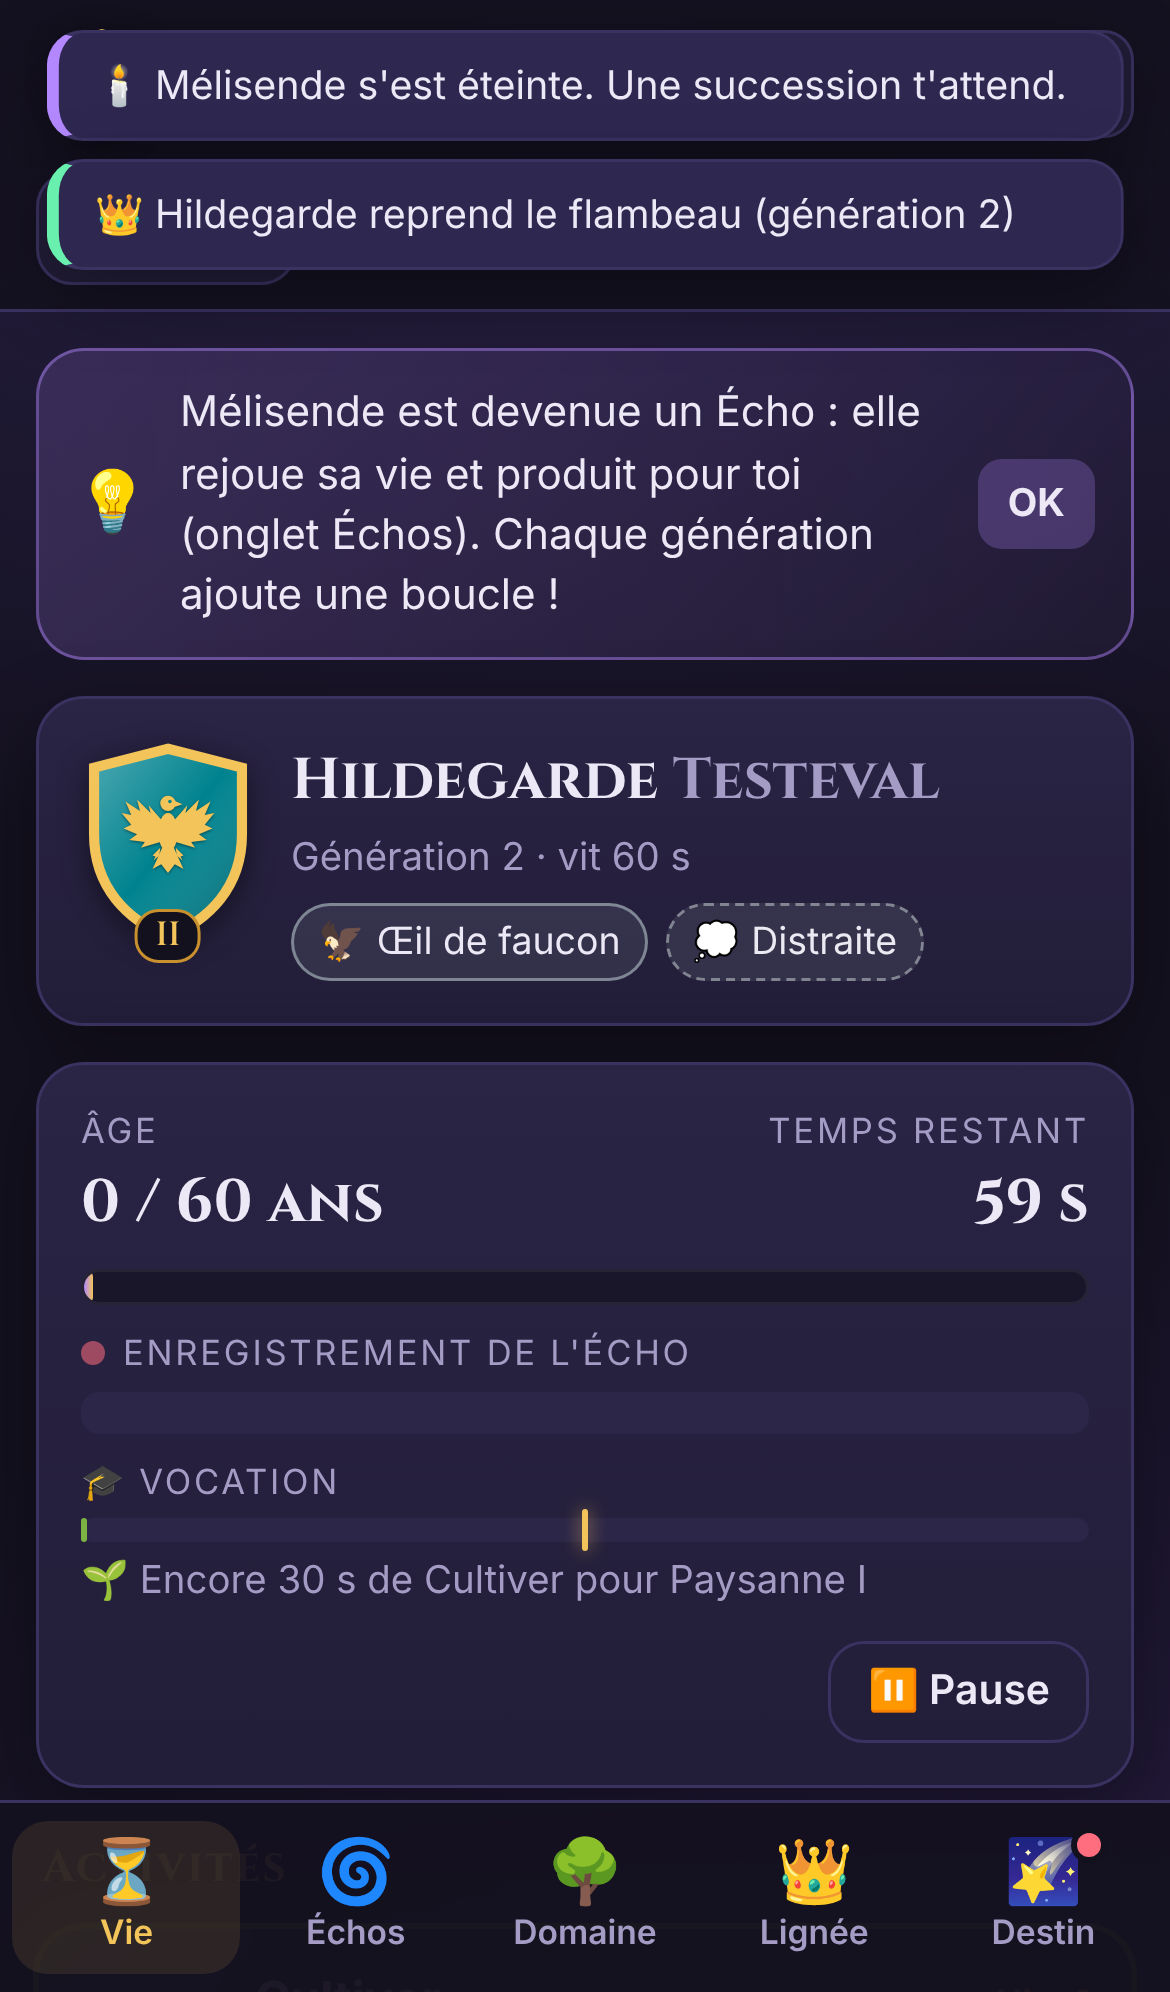 Mélisende s'est éteinte. Une succession t'attend.
Hildegarde reprend le flambeau (génération 2)
Mélisende est devenue un Écho : elle
rejoue sa vie et produit pour toi
(onglet Échos). Chaque génération
ajoute une boucle !
OK
Hildegarde Testeval
II
Génération 2 · vit 60 s
Œil de faucon
Distraite
ÂGE
TEMPS RESTANT
0 / 60 ans
59 s
ENREGISTREMENT DE L'ÉCHO
VOCATION
Encore 30 s de Cultiver pour Paysanne I
Pause
Activités
Vie
Échos
Domaine
Lignée
Destin